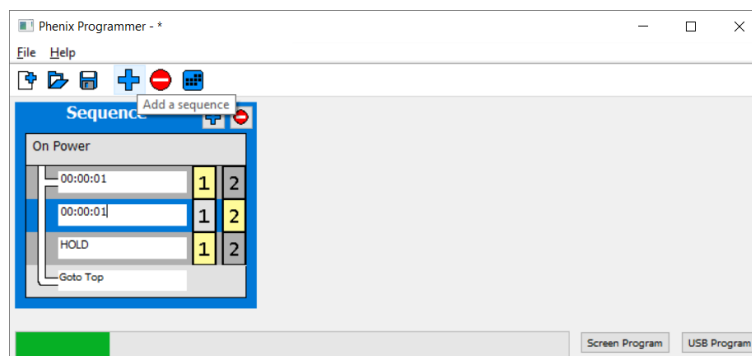 Phenix Programmer - *
File Help
Add a sequence
Sequence
On Power
00:00:01 1 2
00:00:01 1 2
HOLD 1 2
Goto Top
Screen Program USB Program